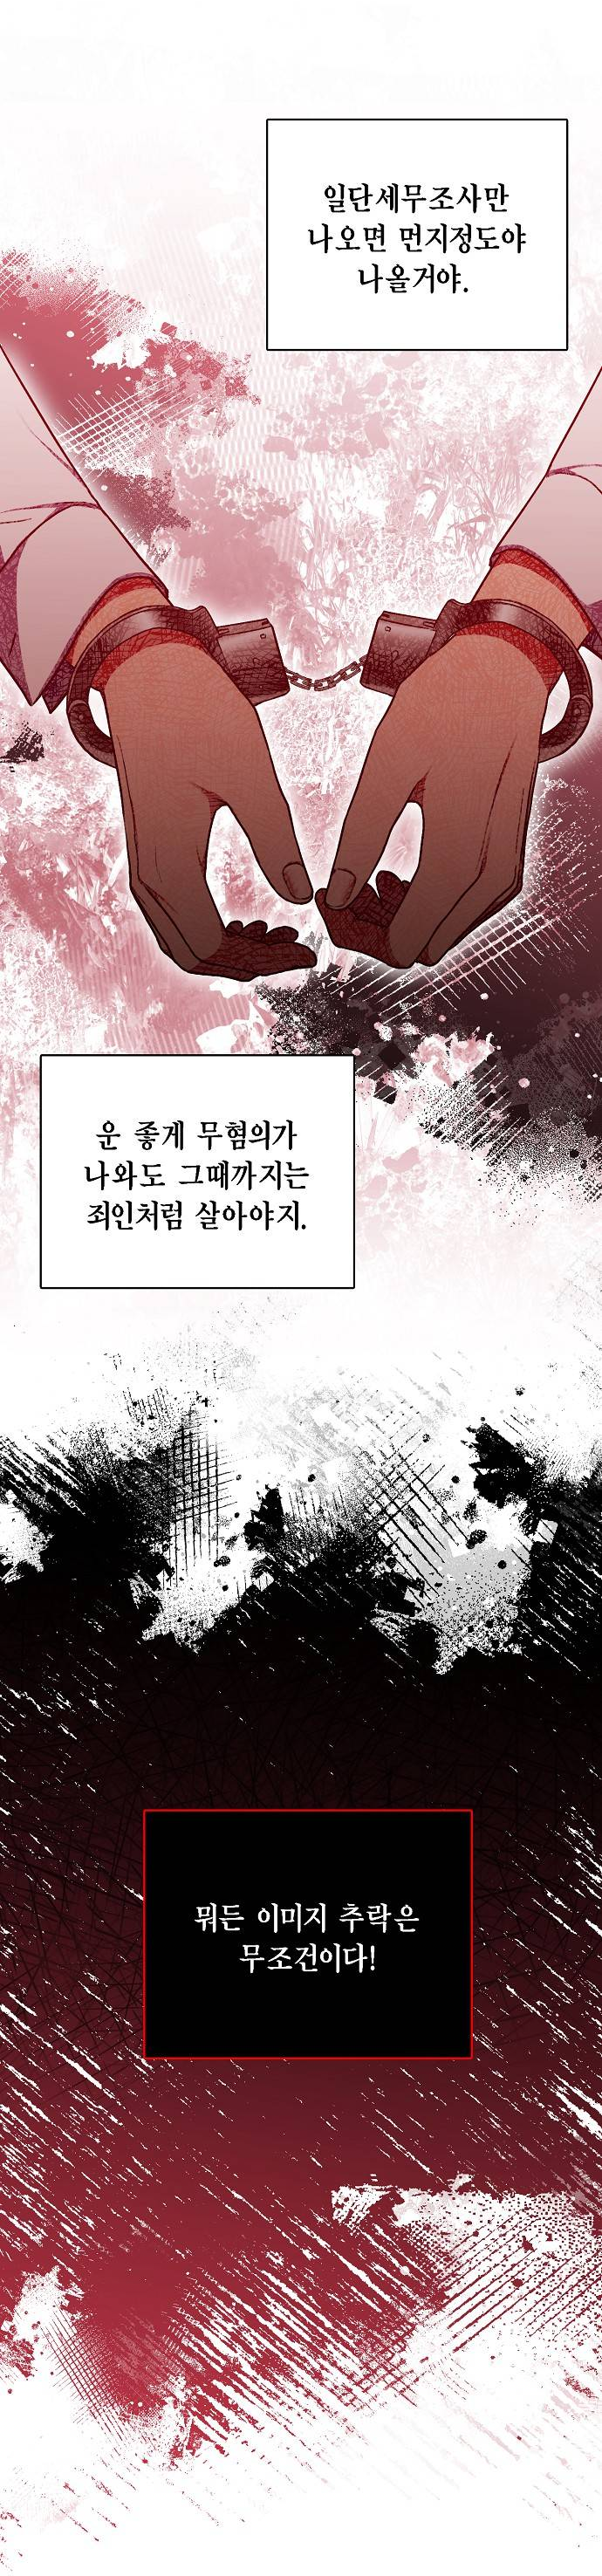 일단세무조사만
나오면 먼지정도야
나올거야.
운 좋게 무혐의가
나와도 그때까지는
죄인처럼 살아야지.
뭐든 이미지 추락은
무조건이다!